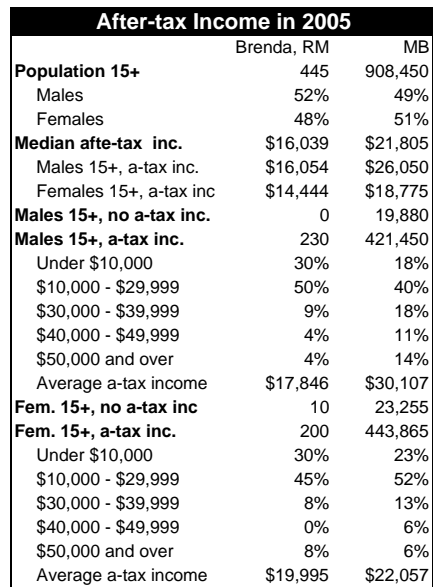 After-tax Income in 2005
Brenda, RM MB
Population 15+ 445 908,450
Males 52% 49%
Females 48% 51%
Median afte-tax inc. $16,039 $21,805
Males 15+, a-tax inc. $16,054 $26,050
Females 15+, a-tax inc $14,444 $18,775
Males 15+, no a-tax inc. 0 19,880
Males 15+, a-tax inc. 230 421,450
Under $10,000 30% 18%
$10,000 - $29,999 50% 40%
$30,000 - $39,999 9% 18%
$40,000 - $49,999 4% 11%
$50,000 and over 4% 14%
Average a-tax income $17,846 $30,107
Fem. 15+, no a-tax inc 10 23,255
Fem. 15+, a-tax inc. 200 443,865
Under $10,000 30% 23%
$10,000 - $29,999 45% 52%
$30,000 - $39,999 8% 13%
$40,000 - $49,999 0% 6%
$50,000 and over 8% 6%
Average a-tax income $19,995 $22,057